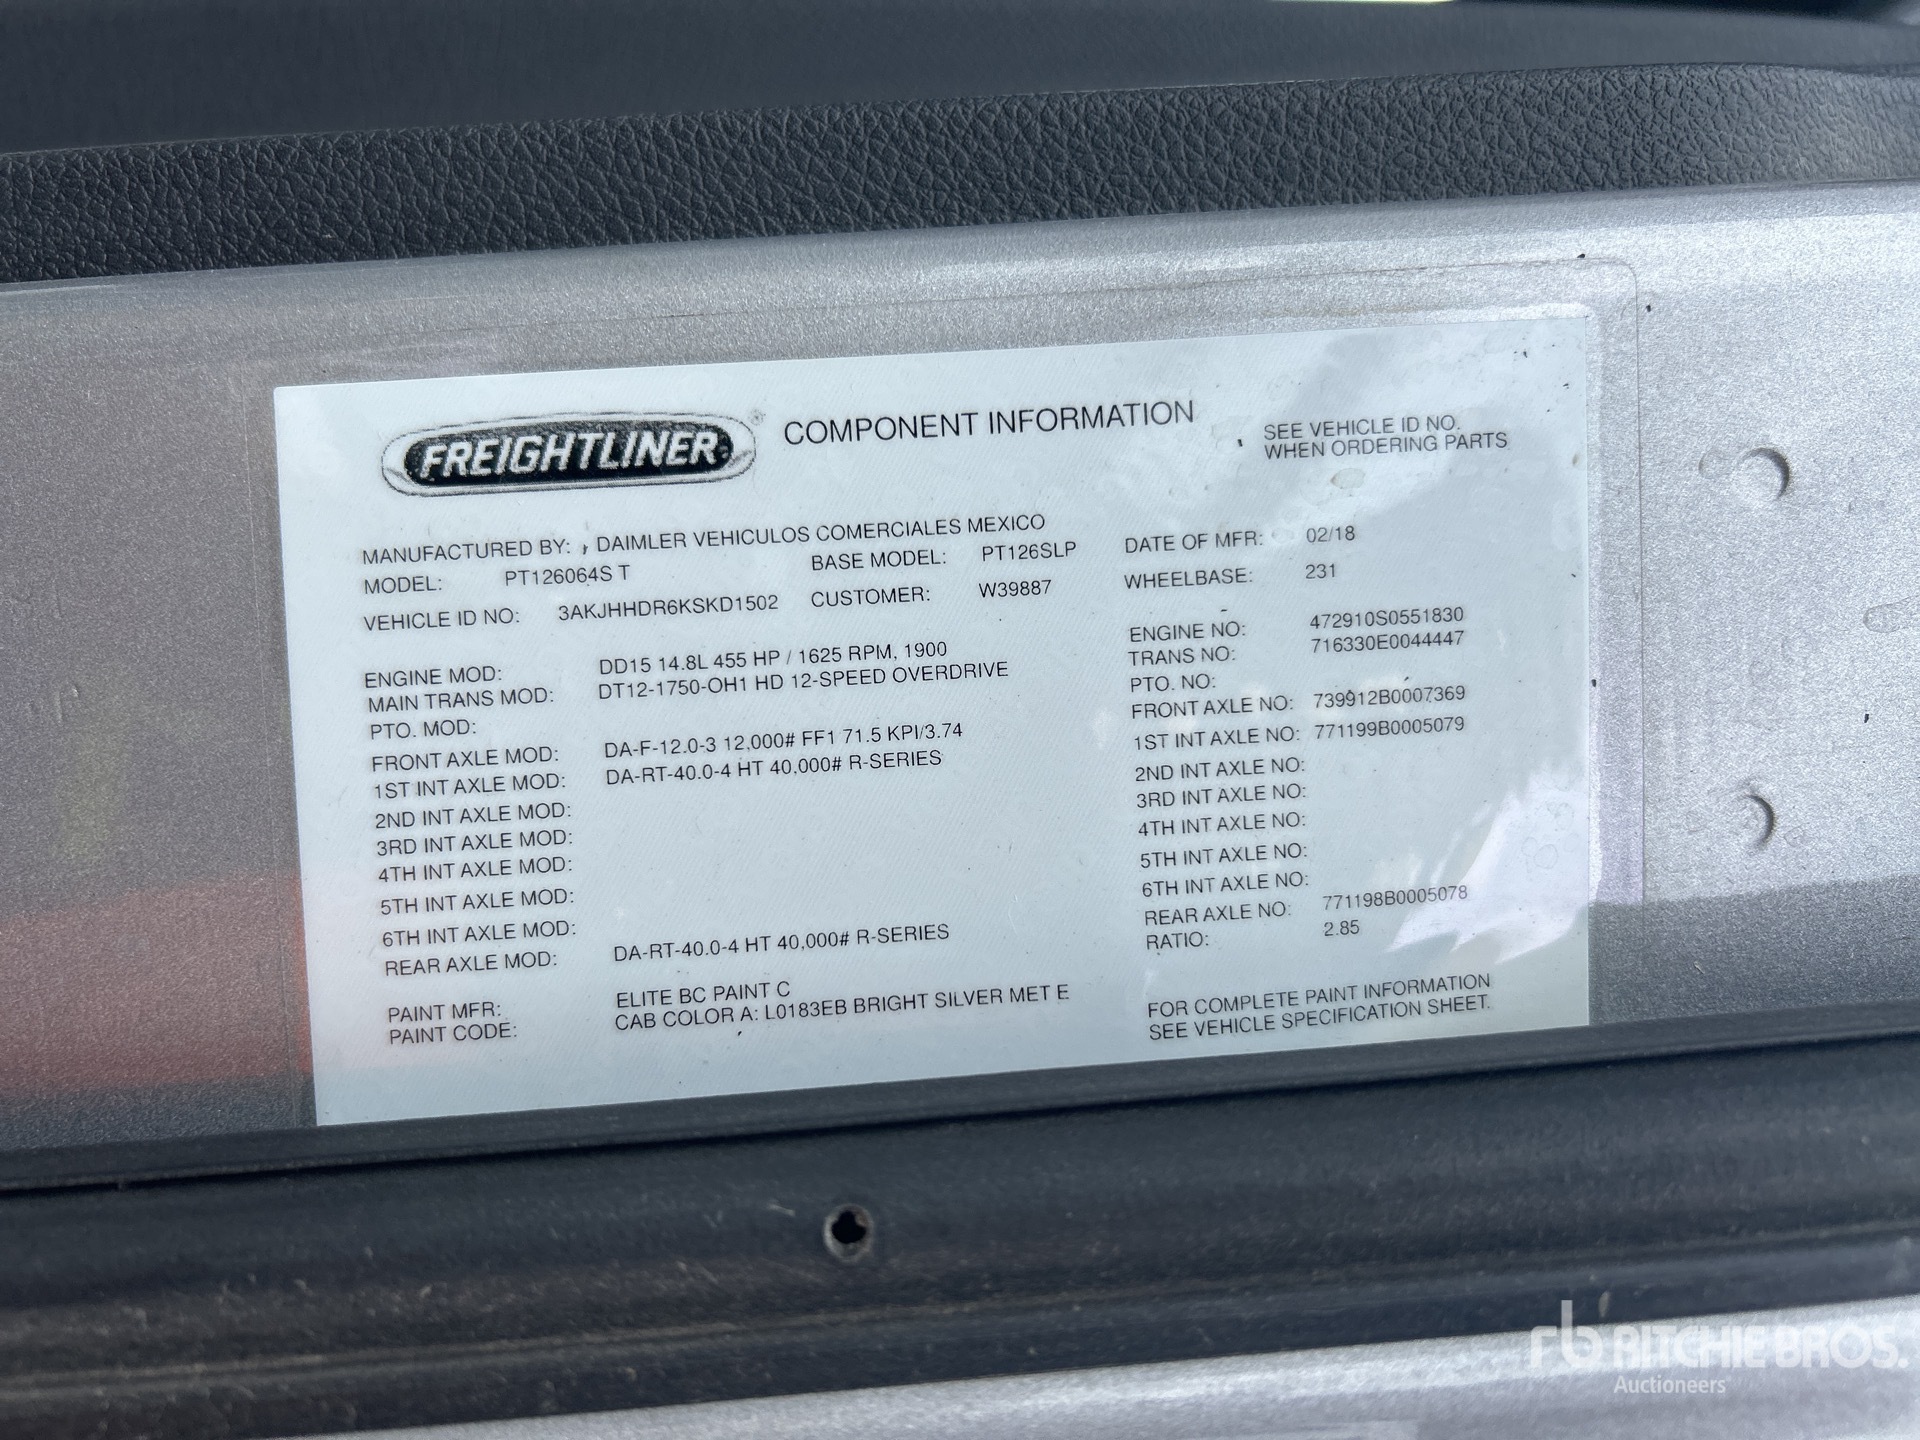 FREIGHTLINER ® COMPONENT INFORMATION
SEE VEHICLE ID NO.
WHEN ORDERING PARTS
MANUFACTURED BY: DAIMLER VEHICULOS COMERCIALES MEXICO
DATE OF MFR: 02/18
MODEL: PT126064S T BASE MODEL: PT126SLP
WHEELBASE: 231
VEHICLE ID NO: 3AKJHHDR6KSKD1502 CUSTOMER: W39887
ENGINE MOD: DD15 14.8L 455 HP / 1625 RPM, 1900
ENGINE NO: 472910S0551830
MAIN TRANS MOD: DT12-1750-OH1 HD 12-SPEED OVERDRIVE
TRANS NO: 716330E0044447
PTO. MOD:
PTO. NO:
FRONT AXLE MOD: DA-F-12.0-3 12,000# FF1 71.5 KPI/3.74
FRONT AXLE NO: 739912B0007369
1ST INT AXLE MOD: DA-RT-40.0-4 HT 40,000# R-SERIES
1ST INT AXLE NO: 771199B0005079
2ND INT AXLE MOD:
2ND INT AXLE NO:
3RD INT AXLE MOD:
3RD INT AXLE NO:
4TH INT AXLE MOD:
4TH INT AXLE NO:
5TH INT AXLE MOD:
5TH INT AXLE NO:
6TH INT AXLE MOD:
6TH INT AXLE NO:
REAR AXLE MOD: DA-RT-40.0-4 HT 40,000# R-SERIES
REAR AXLE NO: 771198B0005078
RATIO: 2.85
PAINT MFR: ELITE BC PAINT C
PAINT CODE: CAB COLOR A: L0183EB BRIGHT SILVER MET E
FOR COMPLETE PAINT INFORMATION
SEE VEHICLE SPECIFICATION SHEET.
rb RITCHIE BROS.
Auctioneers